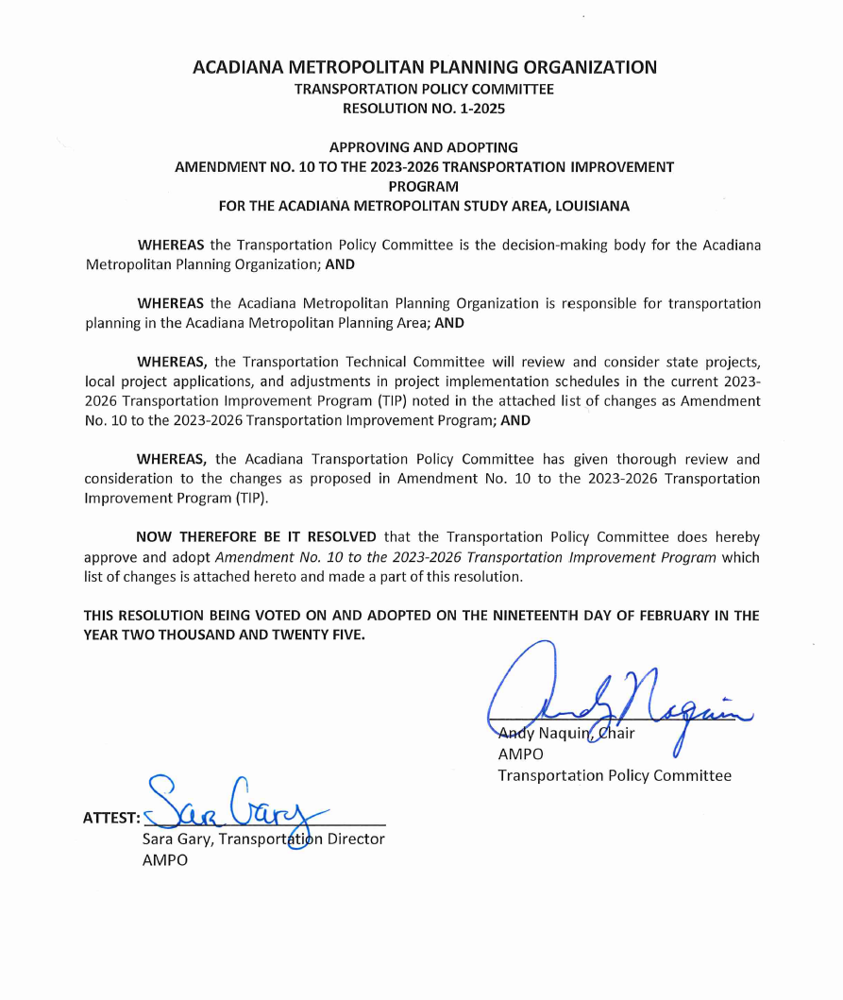 ACADIANA METROPOLITAN PLANNING ORGANIZATION
TRANSPORTATION POLICY COMMITTEE
RESOLUTION NO. 1-2025
APPROVING AND ADOPTING
AMENDMENT NO. 10 TO THE 2023-2026 TRANSPORTATION IMPROVEMENT
PROGRAM
FOR THE ACADIANA METROPOLITAN STUDY AREA, LOUISIANA
WHEREAS the Transportation Policy Committee is the decision-making body for the Acadiana
Metropolitan Planning Organization; AND
WHEREAS the Acadiana Metropolitan Planning Organization is responsible for transportation
planning in the Acadiana Metropolitan Planning Area; AND
WHEREAS, the Transportation Technical Committee will review and consider state projects,
local project applications, and adjustments in project implementation schedules in the current 2023-
2026 Transportation Improvement Program (TIP) noted in the attached list of changes as Amendment
No. 10 to the 2023-2026 Transportation Improvement Program; AND
WHEREAS, the Acadiana Transportation Policy Committee has given thorough review and
consideration to the changes as proposed in Amendment No. 10 to the 2023-2026 Transportation
Improvement Program (TIP).
NOW THEREFORE BE IT RESOLVED that the Transportation Policy Committee does hereby
approve and adopt Amendment No. 10 to the 2023-2026 Transportation Improvement Program which
list of changes is attached hereto and made a part of this resolution.
THIS RESOLUTION BEING VOTED ON AND ADOPTED ON THE NINETEENTH DAY OF FEBRUARY IN THE
YEAR TWO THOUSAND AND TWENTY FIVE.
Andy Naquin
Andy Naquin, Chair
AMPO
Transportation Policy Committee
ATTEST: Sara Gary
Sara Gary, Transportation Director
AMPO